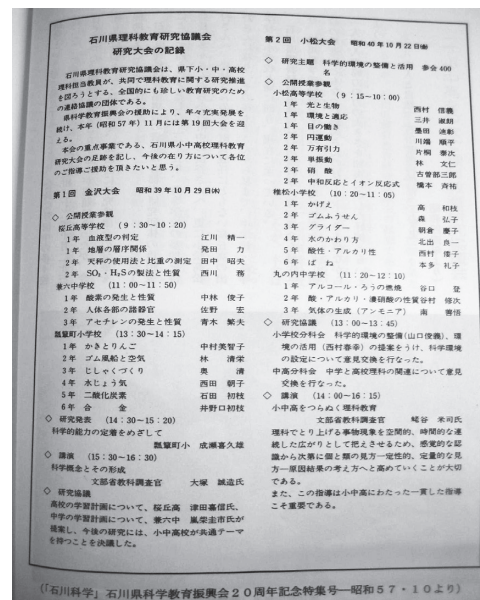 石川県理科教育研究協議会
研究大会の記録
石川県理科教育研究協議会は、県下小・中・高校
理科担当教員が、共同で理科教育に関する研究推進
を図ろうとする、全国的にも珍しい教育研究のため
の連絡協議の団体である。
県科学教育振興会の援助により、年々充実発展を
続け、本年（昭和57年）11月には第19回大会を迎
える。
本会の重点事業である、石川県小中高校理科教育
研究大会の足跡を記し、今後の在り方について各位
のご指導ご援助を頂きたいと思う。
第1回 金沢大会 昭和39年10月29日㈭
◇ 公開授業参観
桜丘高等学校 （9：30〜10：20）
1年 血液型の判定 江川 精一
1年 地層の層序関係 発田 力
2年 天秤の使用法と比重の測定 田中 昭夫
2年 SO₂・H₂Sの製法と性質 西川 務
兼六中学校 （11：00〜11：50）
1年 酸素の発生と性質 中林 俊子
2年 人体各部の諸器官 佐野 宏
3年 アセチレンの発生と性質 青木 繁夫
瓢簞町小学校 （13：30〜14：15）
1年 かきとりんご 中村美智子
2年 ゴム風船と空気 林 清栄
3年 じしゃくづくり 奥 清
4年 水じょう気 西田 朝子
5年 二酸化炭素 石田 初枝
6年 合金 井野口初枝
◇ 研究発表 （14：30〜15：20）
科学的能力の定着をめざして
瓢簞町小 成瀬喜久雄
◇ 講演 （15：30〜16：30）
科学概念とその形成
文部省教科調査官 大塚 誠造氏
◇ 研究協議
高校の学習計画について、桜丘高 津田喜信氏、
中学の学習計画について、兼六中 嵐柴圭市氏が
提案し、今後の研究には、小中高校が共通テーマ
を持つことを決議した。
第2回 小松大会 昭和40年10月22日㈮
◇ 研究主題 科学的環境の整備と活用 参会400
名
◇ 公開授業参観
小松高等学校 （9：15〜10：00）
1年 光と生物 西村 信義
1年 環境と適応 三井 淑朗
1年 目の働き 墨田 迪彰
2年 円運動 川端 順平
2年 万有引力 片桐 泰次
2年 単振動 林 文仁
2年 硝酸 古管部三郎
2年 中和反応とイオン反応式 橋本 斉祐
稚松小学校 （10：20〜11：05）
1年 かげえ 高 和枝
2年 ゴムふうせん 森 弘子
3年 グライダー 朝倉 慶子
4年 水のかわり方 北出 良一
5年 酸性・アルカリ性 西村 倭子
6年 ばね 本多 礼子
丸の内中学校 （11：20〜12：10）
1年 アルコール・ろうの燃焼 谷口 登
2年 酸・アルカリ・濃硝酸の性質 谷村 修次
3年 気体の生成（アンモニア） 南 善悟
◇ 研究協議 （13：00〜13：45）
小学校分科会 科学的環境の整備(山口俊義)、環
境の活用（西村春幸）の提案をうけ、科学環境
の設定について意見交換を行なった。
中高分科会 中学と高校理科の関連について意見
交換を行なった。
◇ 講演 （14：00〜16：15）
小中高をつらぬく理科教育
文部省教科調査官 蛯谷 米司氏
理科でとり上げる事物現象を空間的、時間的な連
続した広がりとして把えさせるため、感覚的な認
識から次第に個と類の見方一定性的、定量的な見
方一原因結果の考え方へと高めていくことが大切
である。
また、この指導は小中高にわたった一貫した指導
こそ重要である。
（「石川科学」石川県科学教育振興会20周年記念特集号―昭和57・10より）